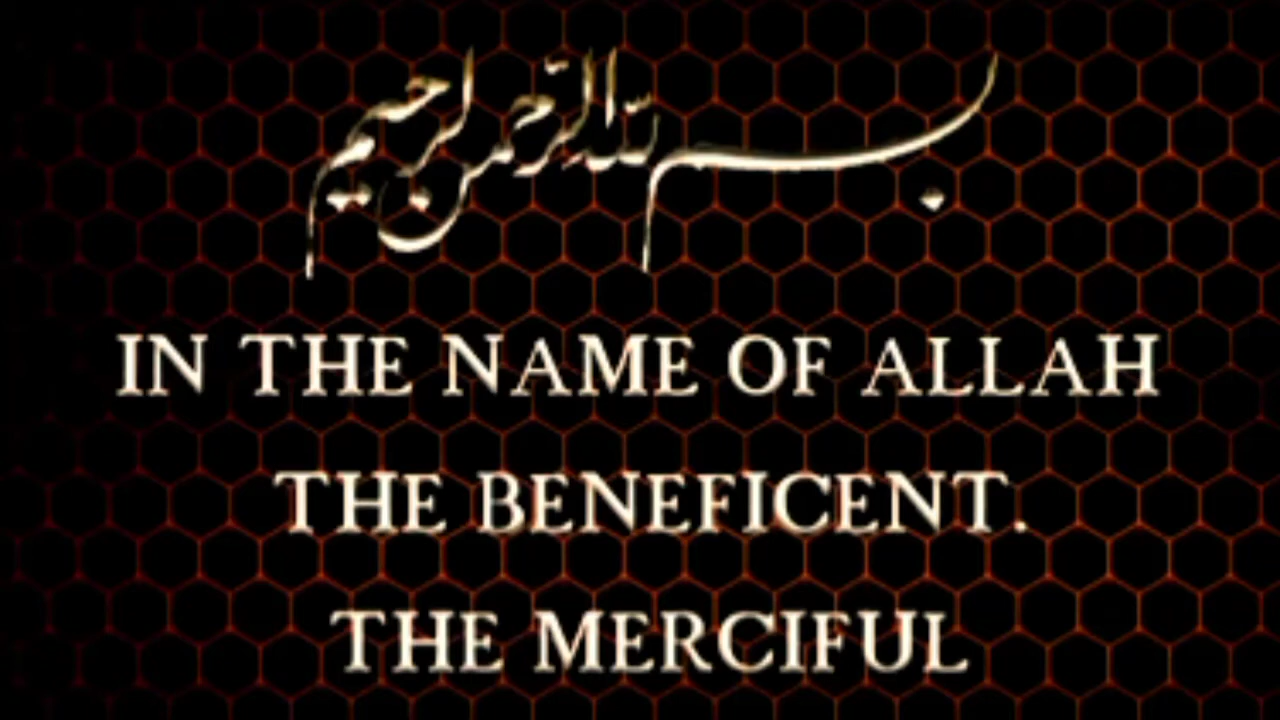 بسم الله الرحمن الرحيم
IN THE NAME OF ALLAH
THE BENEFICENT.
THE MERCIFUL